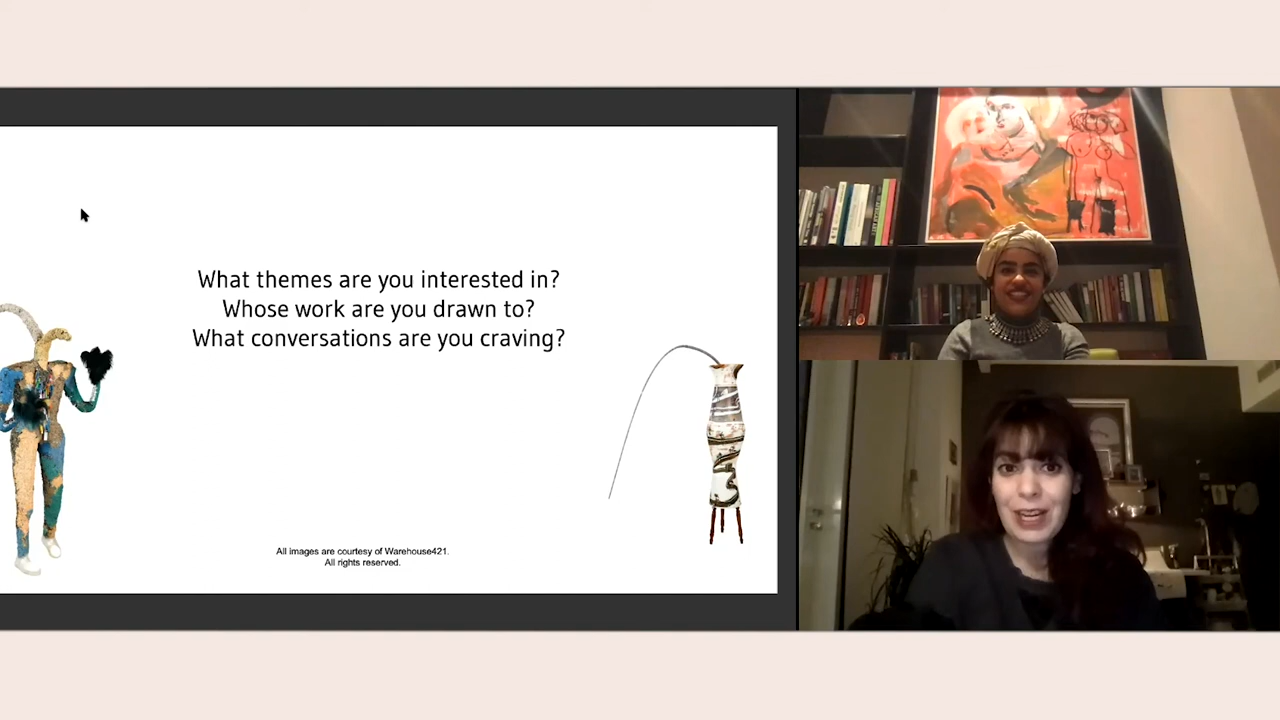 What themes are you interested in?
Whose work are you drawn to?
What conversations are you craving?
All images are courtesy of Warehouse421.
All rights reserved.